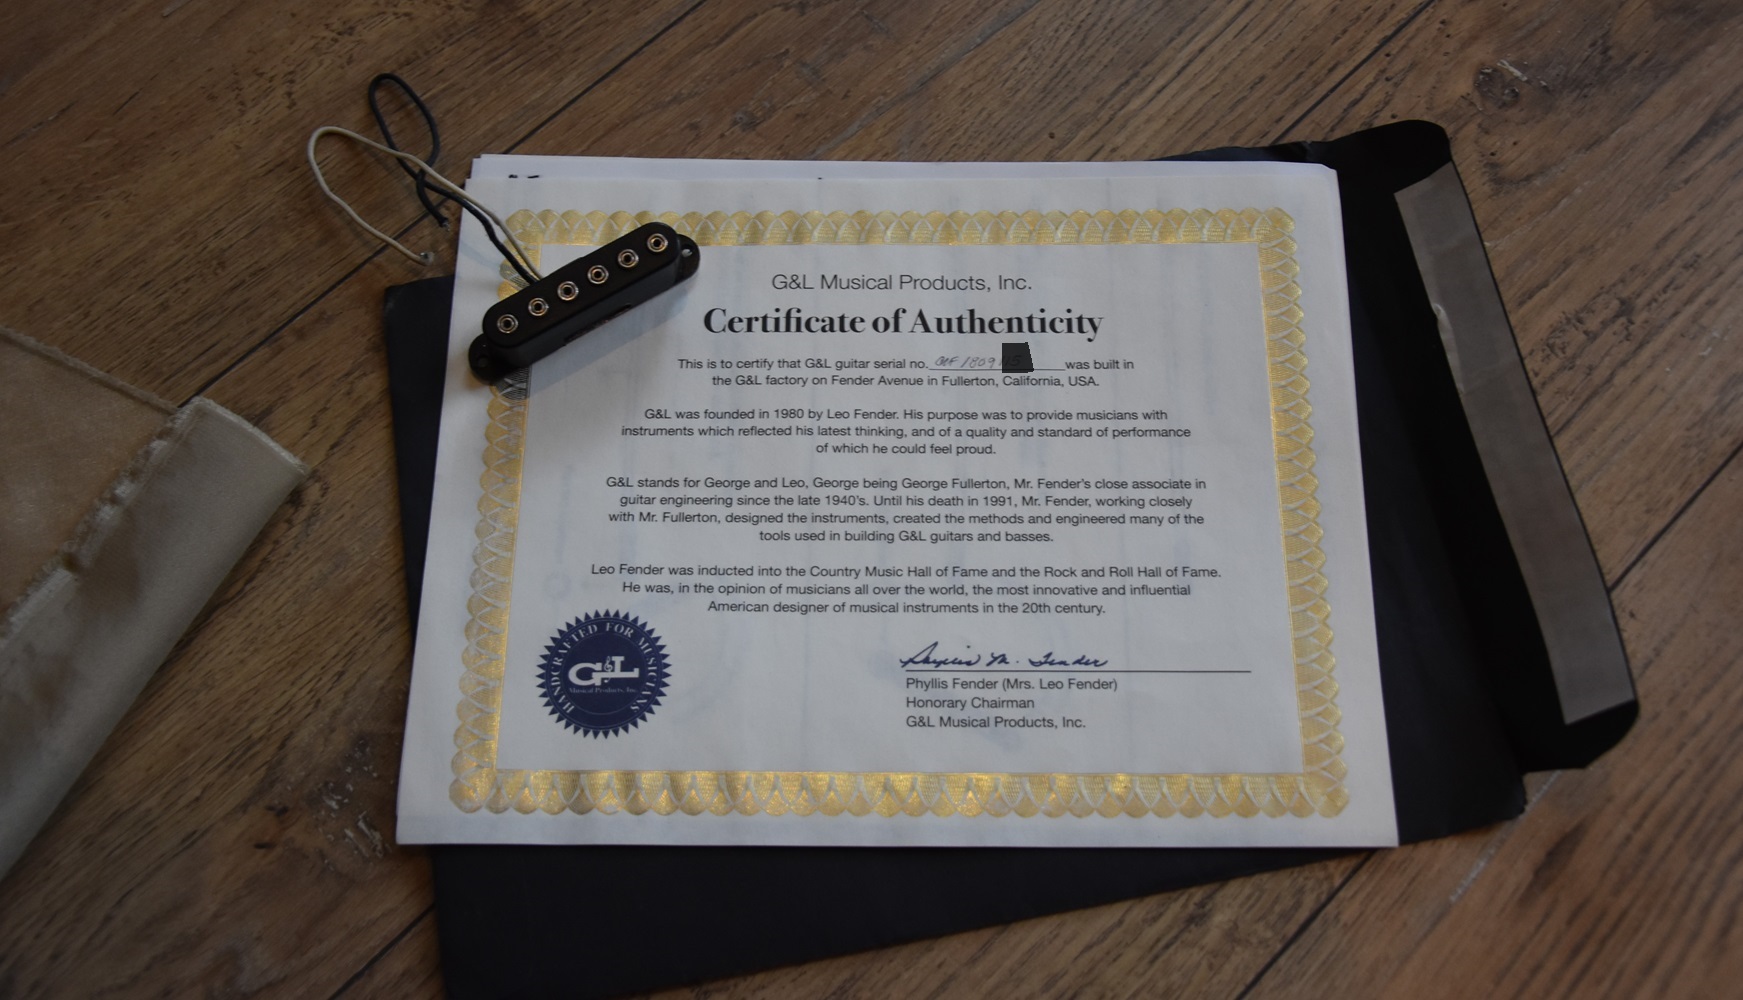 G&L Musical Products, Inc.
Certificate of Authenticity
This is to certify that G&L guitar serial no. CLF 1809 was built in
the G&L factory on Fender Avenue in Fullerton, California, USA.
G&L was founded in 1980 by Leo Fender. His purpose was to provide musicians with
instruments which reflected his latest thinking, and of a quality and standard of performance
of which he could feel proud.
G&L stands for George and Leo, George being George Fullerton, Mr. Fender's close associate in
guitar engineering since the late 1940's. Until his death in 1991, Mr. Fender, working closely
with Mr. Fullerton, designed the instruments, created the methods and engineered many of the
tools used in building G&L guitars and basses.
Leo Fender was inducted into the Country Music Hall of Fame and the Rock and Roll Hall of Fame.
He was, in the opinion of musicians all over the world, the most innovative and influential
American designer of musical instruments in the 20th century.
HANDCRAFTED FOR MUSICIANS
G&L
Musical Products, Inc.
Phyllis M. Fender
Phyllis Fender (Mrs. Leo Fender)
Honorary Chairman
G&L Musical Products, Inc.